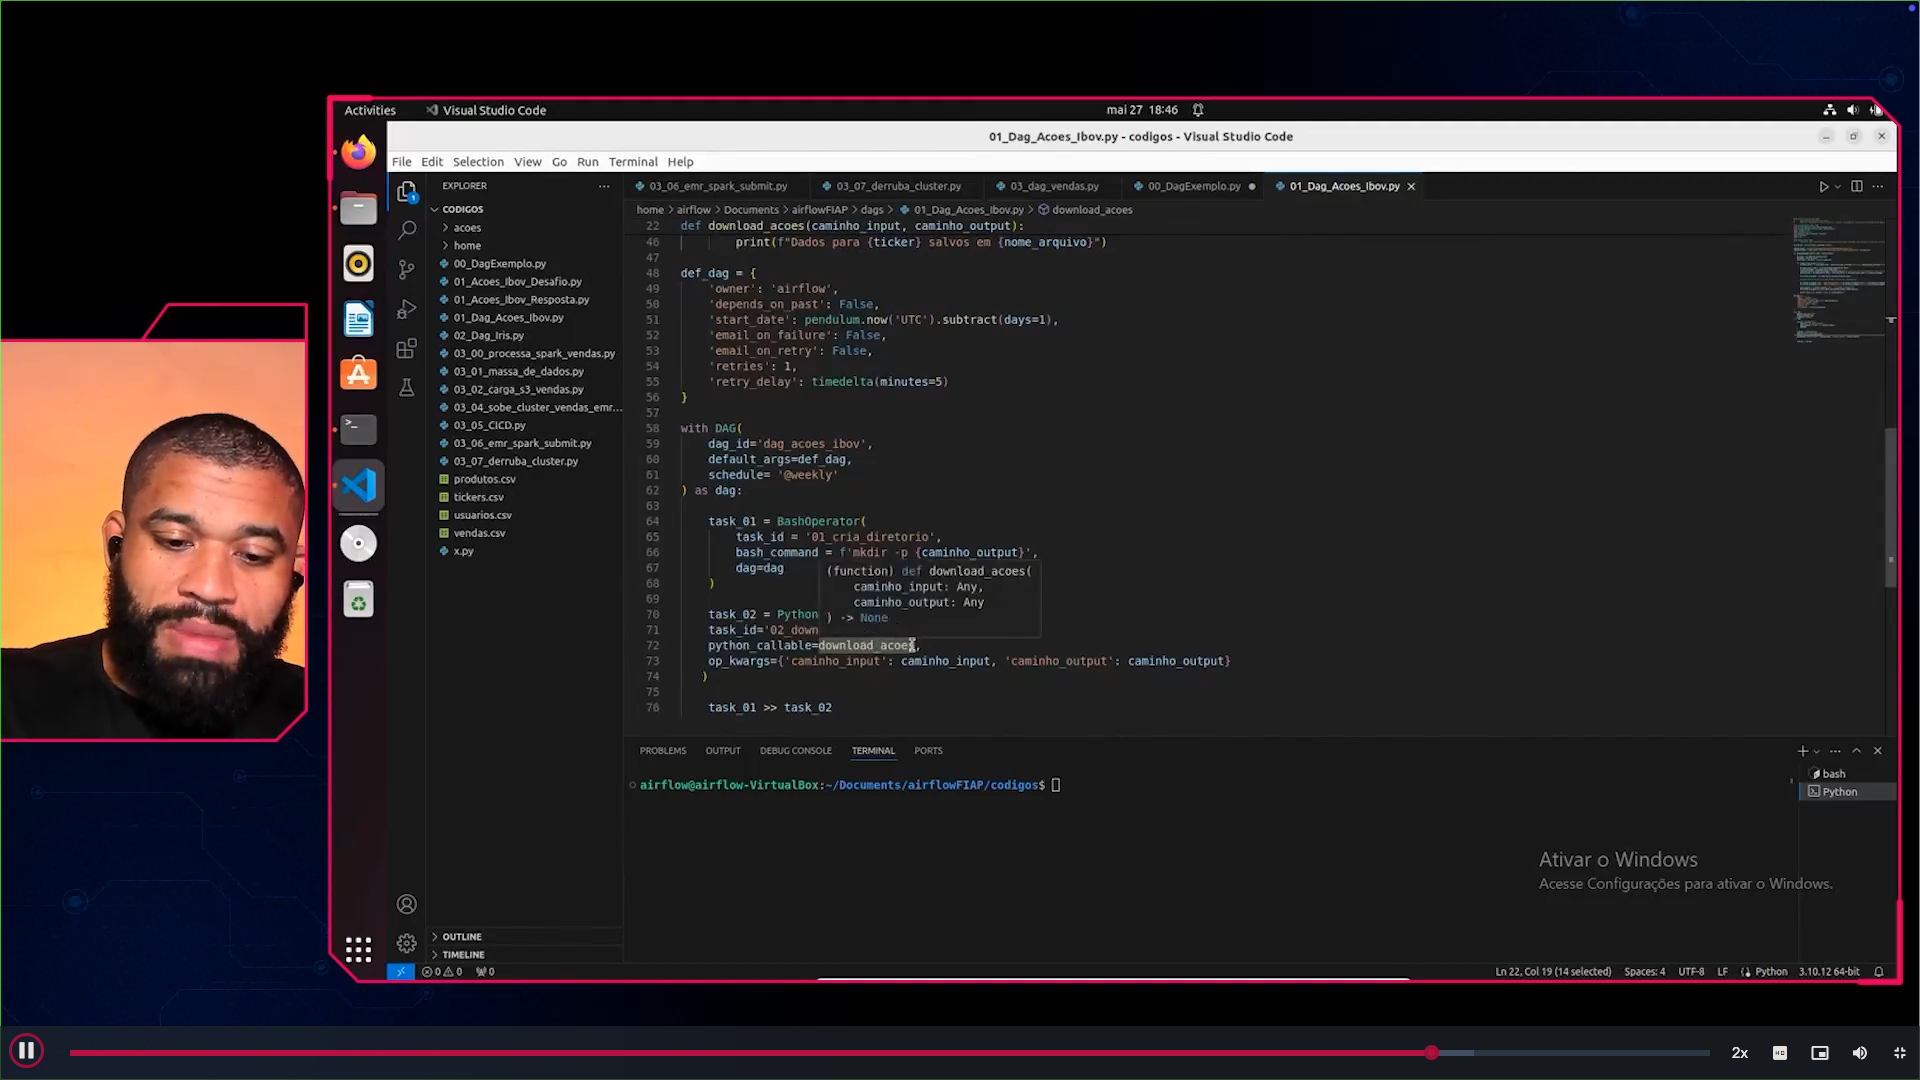 Activities
Visual Studio Code
mai 27 18:46
01_Dag_Acoes_Ibov.py - codigos - Visual Studio Code
File Edit Selection View Go Run Terminal Help
EXPLORER
CODIGOS
acoes
home
00_DagExemplo.py
01_Acoes_Ibov_Desafio.py
01_Acoes_Ibov_Resposta.py
01_Dag_Acoes_Ibov.py
02_Dag_Iris.py
03_00_processa_spark_vendas.py
03_01_massa_de_dados.py
03_02_carga_s3_vendas.py
03_04_sobe_cluster_vendas_emr...
03_05_CICD.py
03_06_emr_spark_submit.py
03_07_derruba_cluster.py
produtos.csv
tickers.csv
usuarios.csv
vendas.csv
x.py
OUTLINE
TIMELINE
03_06_emr_spark_submit.py 03_07_derruba_cluster.py 03_dag_vendas.py 00_DagExemplo.py 01_Dag_Acoes_Ibov.py
home > airflow > Documents > airflowFIAP > dags > 01_Dag_Acoes_Ibov.py > download_acoes
22 def download_acoes(caminho_input, caminho_output):
46 print(f"Dados para {ticker} salvos em {nome_arquivo}")
47
48 def_dag = {
49 'owner': 'airflow',
50 'depends_on_past': False,
51 'start_date': pendulum.now('UTC').subtract(days=1),
52 'email_on_failure': False,
53 'email_on_retry': False,
54 'retries': 1,
55 'retry_delay': timedelta(minutes=5)
56 }
57
58 with DAG(
59 dag_id='dag_acoes_ibov',
60 default_args=def_dag,
61 schedule= '@weekly'
62 ) as dag:
63
64 task_01 = BashOperator(
65 task_id = '01_cria_diretorio',
66 bash_command = f'mkdir -p {caminho_output}',
67 dag=dag
68 )
69
70 task_02 = Python
71 task_id='02_down
72 python_callable=download_acoes,
73 op_kwargs={'caminho_input': caminho_input, 'caminho_output': caminho_output}
74 )
75
76 task_01 >> task_02
(function) def download_acoes(
caminho_input: Any,
caminho_output: Any
) -> None
PROBLEMS OUTPUT DEBUG CONSOLE TERMINAL PORTS
airflow@airflow-VirtualBox:~/Documents/airflowFIAP/codigos$
bash
Python
Ativar o Windows
Acesse Configurações para ativar o Windows.
0 0 0
Ln 22, Col 19 (14 selected) Spaces: 4 UTF-8 LF Python 3.10.12 64-bit
2x